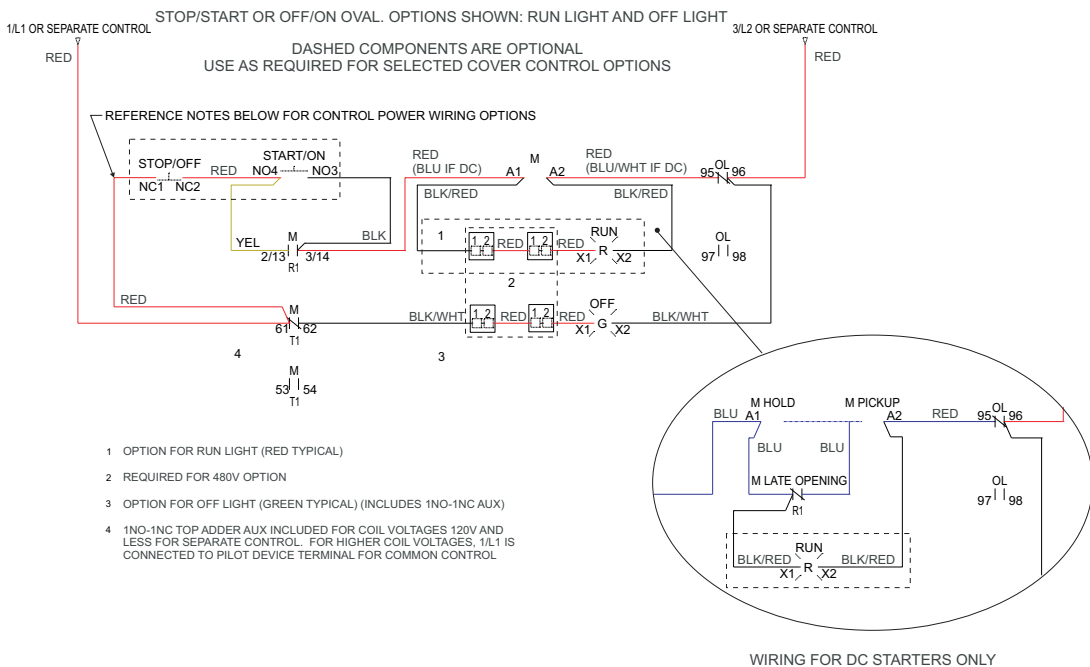 STOP/START OR OFF/ON OVAL. OPTIONS SHOWN: RUN LIGHT AND OFF LIGHT
1/L1 OR SEPARATE CONTROL
3/L2 OR SEPARATE CONTROL
DASHED COMPONENTS ARE OPTIONAL
USE AS REQUIRED FOR SELECTED COVER CONTROL OPTIONS
RED
RED
REFERENCE NOTES BELOW FOR CONTROL POWER WIRING OPTIONS
STOP/OFF
RED
START/ON
NC1 NC2
NO4 NO3
RED
(BLU IF DC)
M
A1 A2
RED
(BLU/WHT IF DC)
OL
95 96
BLK/RED
BLK/RED
YEL
M
BLK
2/13 3/14
R1
1
1 2
RED
1 2
RED
RUN
R
X1 X2
OL
97 98
2
RED
M
61 62
T1
BLK/WHT
1 2
RED
1 2
RED
OFF
G
X1 X2
BLK/WHT
4
3
M
53 54
T1
M HOLD
M PICKUP
BLU
A1
A2
RED
OL
95 96
BLU
BLU
M LATE OPENING
R1
OL
97 98
RUN
BLK/RED
R
BLK/RED
X1 X2
1 OPTION FOR RUN LIGHT (RED TYPICAL)
2 REQUIRED FOR 480V OPTION
3 OPTION FOR OFF LIGHT (GREEN TYPICAL) (INCLUDES 1NO-1NC AUX)
4 1NO-1NC TOP ADDER AUX INCLUDED FOR COIL VOLTAGES 120V AND
LESS FOR SEPARATE CONTROL. FOR HIGHER COIL VOLTAGES, 1/L1 IS
CONNECTED TO PILOT DEVICE TERMINAL FOR COMMON CONTROL
WIRING FOR DC STARTERS ONLY